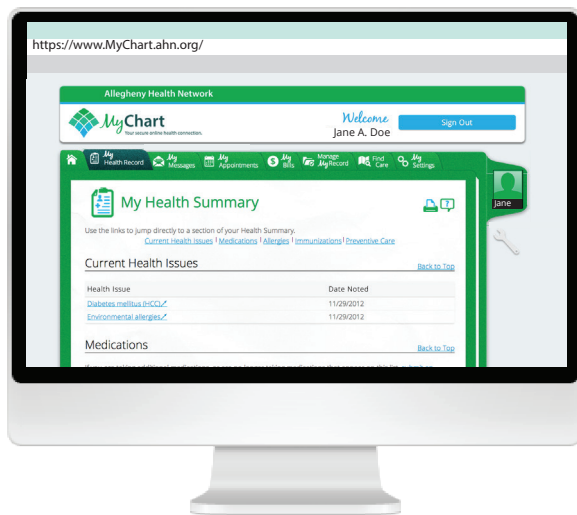 https://www.MyChart.ahn.org/
Allegheny Health Network
MyChart
Your secure online health connection.
Welcome
Jane A. Doe
Sign Out
My Health Record
My Messages
My Appointments
My Bills
Manage My Record
Find Care
My Settings
Jane
My Health Summary
Use the links to jump directly to a section of your Health Summary.
Current Health Issues | Medications | Allergies | Immunizations | Preventive Care
Current Health Issues
Back to Top
Health Issue Date Noted
Diabetes mellitus (HCC) 11/29/2012
Environmental allergies 11/29/2012
Medications
Back to Top